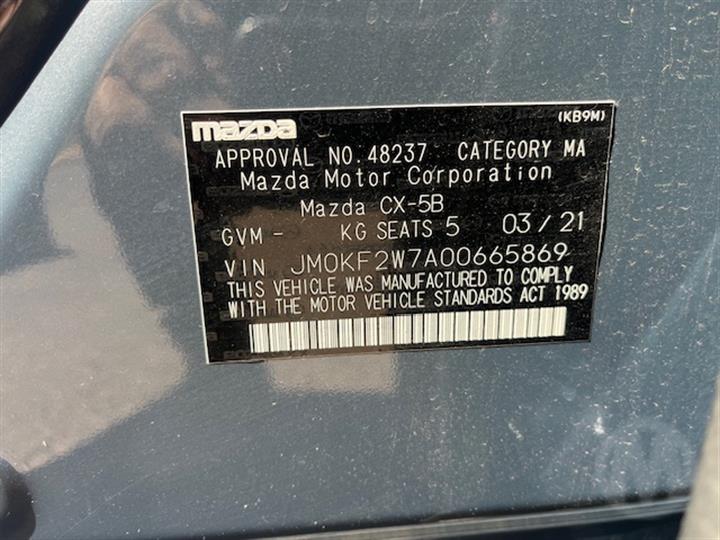 mazda
(KB9M)
APPROVAL NO.48237 CATEGORY MA
Mazda Motor Corporation
Mazda CX-5B
GVM - KG SEATS 5 03/21
VIN JM0KF2W7A00665869
THIS VEHICLE WAS MANUFACTURED TO COMPLY
WITH THE MOTOR VEHICLE STANDARDS ACT 1989